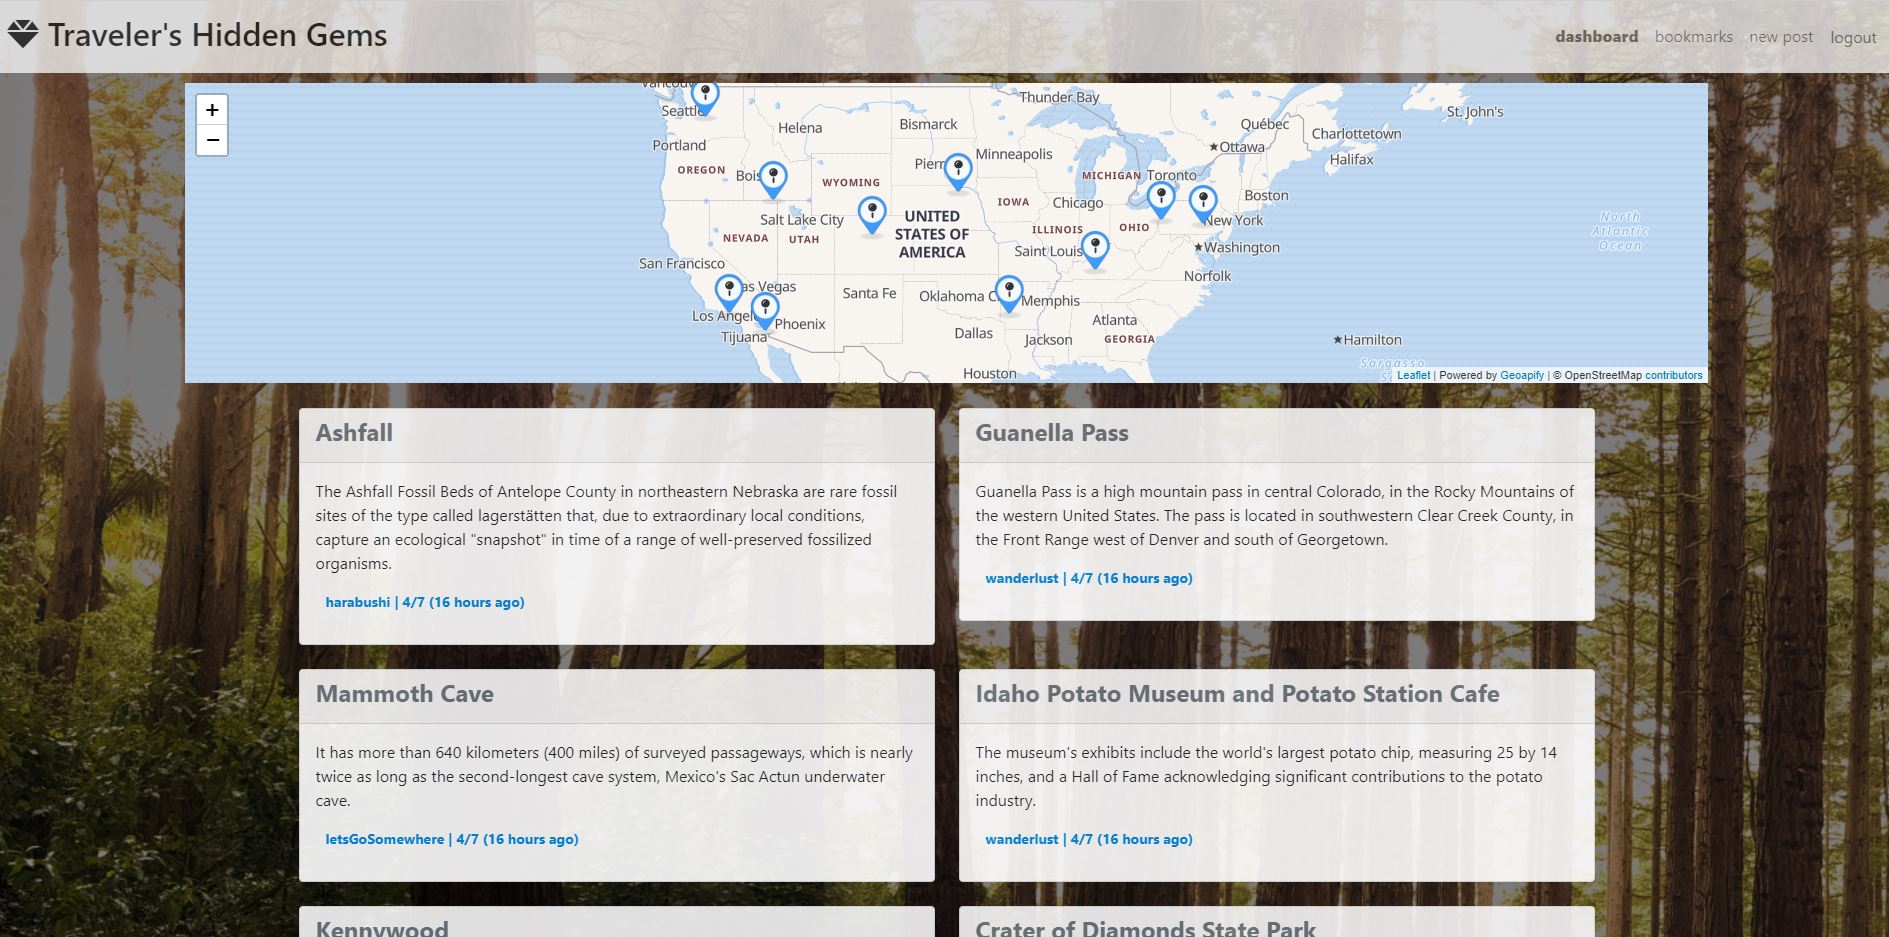 Traveler's Hidden Gems
dashboard bookmarks new post logout
+
−
Thunder Bay
St. John's
Seattle
Helena
Bismarck
Québec
Charlottetown
Portland
Ottawa
Minneapolis
Halifax
OREGON
WYOMING
MICHIGAN
Toronto
Boston
IOWA
Chicago
Salt Lake City
UNITED
STATES OF
AMERICA
New York
North
Atlantic
Ocean
NEVADA
UTAH
ILLINOIS
OHIO
Saint Louis
Washington
San Francisco
Norfolk
Santa Fe
Oklahoma C
Memphis
as Vegas
Los Angel
Phoenix
Atlanta
Dallas
Jackson
GEORGIA
Tijuana
Hamilton
Houston
Sargasso
Leaflet | Powered by Geoapify | © OpenStreetMap contributors
Ashfall
The Ashfall Fossil Beds of Antelope County in northeastern Nebraska are rare fossil
sites of the type called lagerstätten that, due to extraordinary local conditions,
capture an ecological "snapshot" in time of a range of well-preserved fossilized
organisms.
harabushi | 4/7 (16 hours ago)
Guanella Pass
Guanella Pass is a high mountain pass in central Colorado, in the Rocky Mountains of
the western United States. The pass is located in southwestern Clear Creek County, in
the Front Range west of Denver and south of Georgetown.
wanderlust | 4/7 (16 hours ago)
Mammoth Cave
It has more than 640 kilometers (400 miles) of surveyed passageways, which is nearly
twice as long as the second-longest cave system, Mexico's Sac Actun underwater
cave.
letsGoSomewhere | 4/7 (16 hours ago)
Idaho Potato Museum and Potato Station Cafe
The museum's exhibits include the world's largest potato chip, measuring 25 by 14
inches, and a Hall of Fame acknowledging significant contributions to the potato
industry.
wanderlust | 4/7 (16 hours ago)
Kennywood
Crater of Diamonds State Park